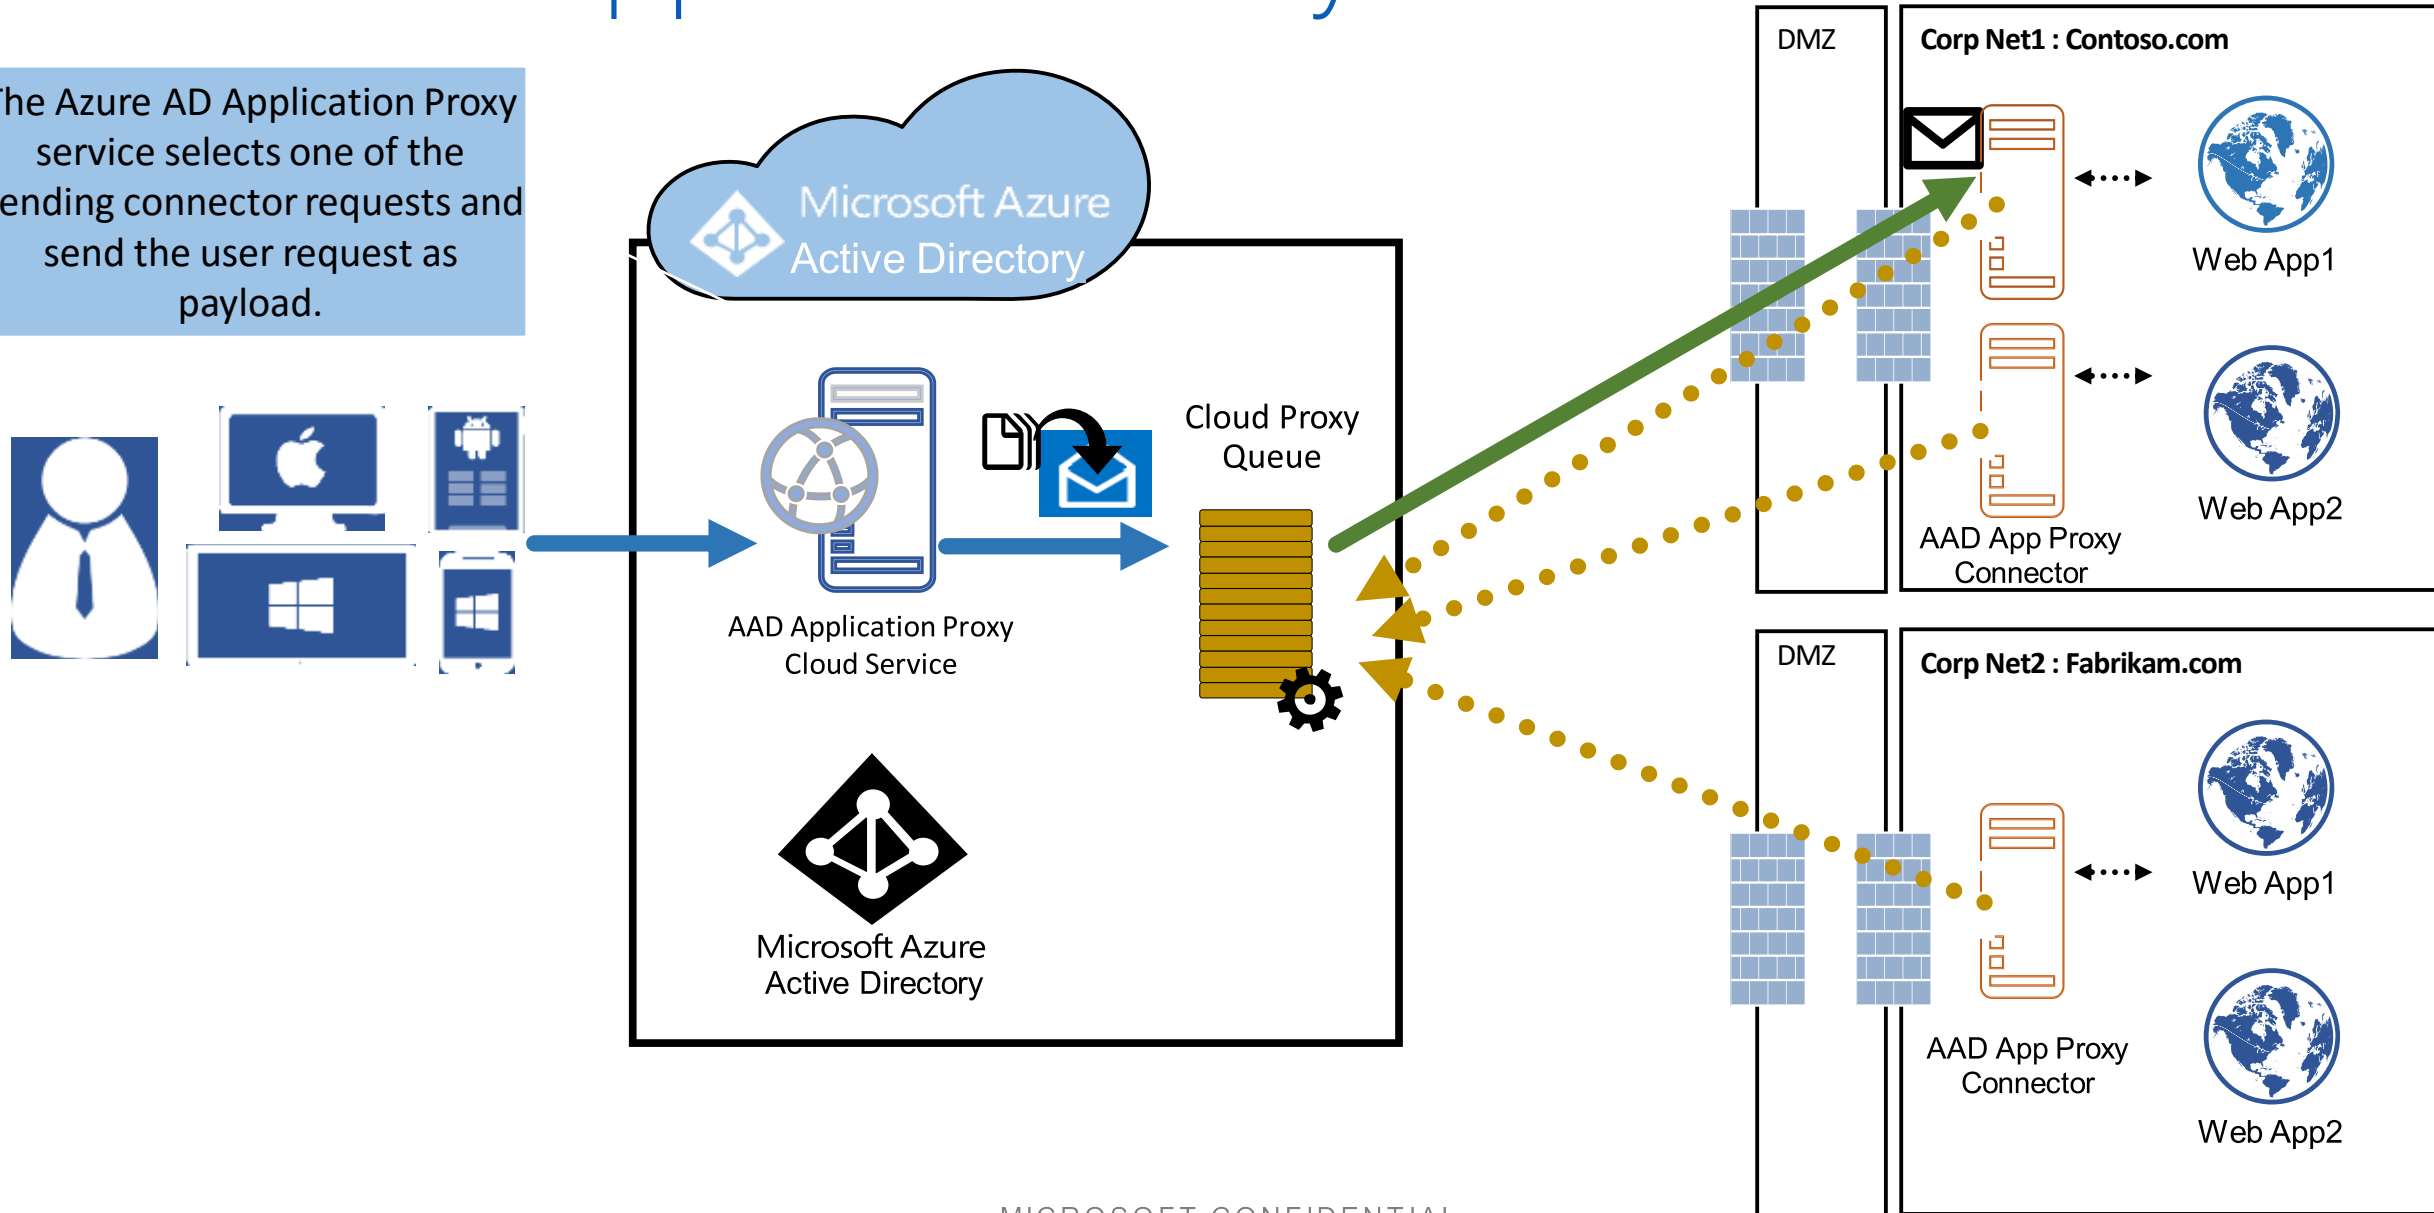 he Azure AD Application Proxy
service selects one of the
ending connector requests and
send the user request as
payload.
Microsoft Azure
Active Directory
AAD Application Proxy
Cloud Service
Cloud Proxy
Queue
Microsoft Azure
Active Directory
DMZ
Corp Net1 : Contoso.com
Web App1
Web App2
AAD App Proxy
Connector
DMZ
Corp Net2 : Fabrikam.com
Web App1
AAD App Proxy
Connector
Web App2
MICROSOFT CONFIDENTIAL